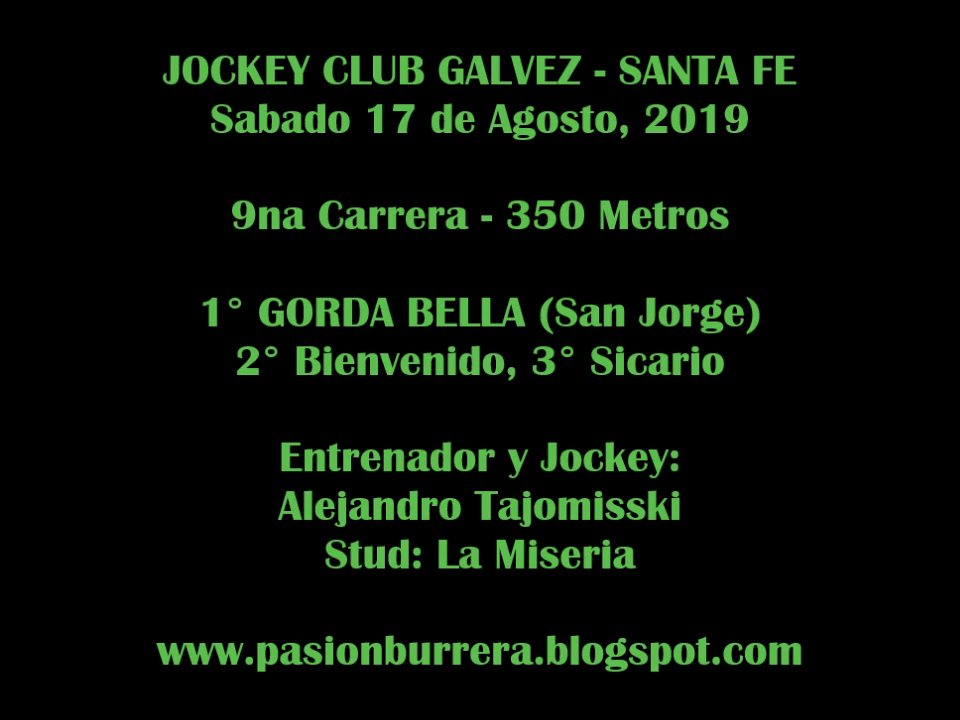 JOCKEY CLUB GALVEZ - SANTA FE
Sabado 17 de Agosto, 2019
9na Carrera - 350 Metros
1° GORDA BELLA (San Jorge)
2° Bienvenido, 3° Sicario
Entrenador y Jockey:
Alejandro Tajomisski
Stud: La Miseria
www.pasionburrera.blogspot.com